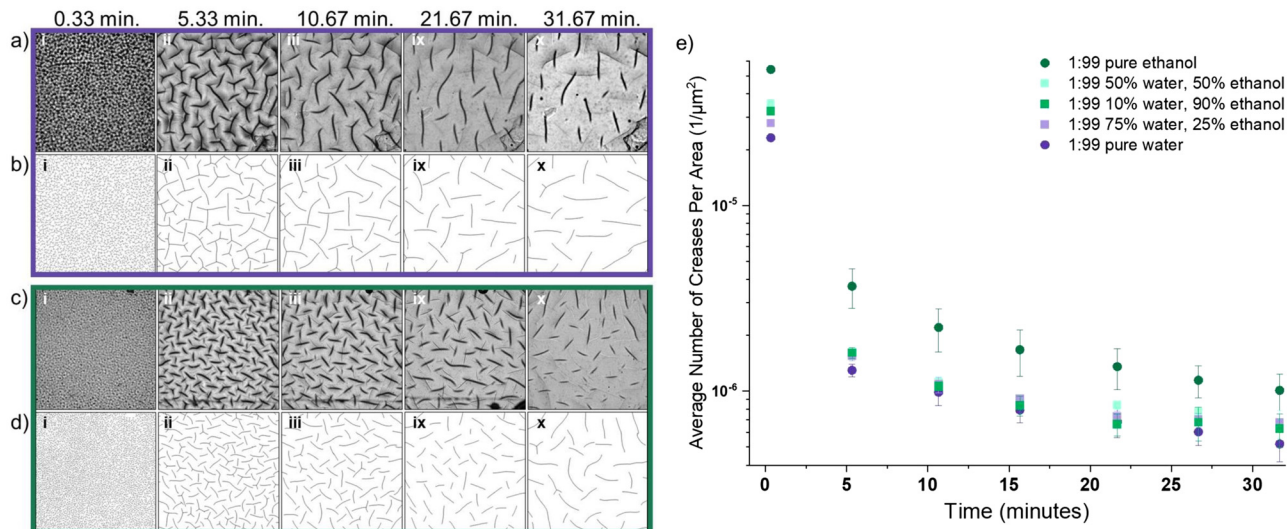 0.33 min. 5.33 min. 10.67 min. 21.67 min. 31.67 min.
a) i ii iii ix x
b) i ii iii ix x
c) i ii iii ix x
d) i ii iii ix x
e)
1:99 pure ethanol
1:99 50% water, 50% ethanol
1:99 10% water, 90% ethanol
1:99 75% water, 25% ethanol
1:99 pure water
Average Number of Creases Per Area (1/µm²)
10⁻⁵
10⁻⁶
0 5 10 15 20 25 30
Time (minutes)